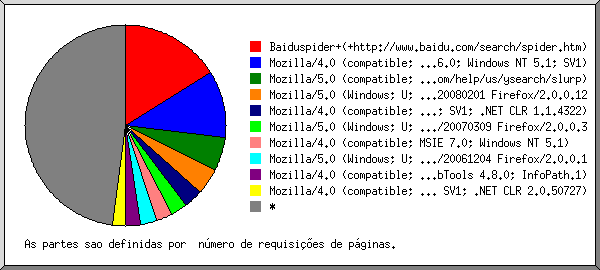 Baiduspider+(+http://www.baidu.com/search/spider.htm)
Mozilla/4.0 (compatible; ...6.0; Windows NT 5.1; SV1)
Mozilla/5.0 (compatible; ...om/help/us/ysearch/slurp)
Mozilla/5.0 (Windows; U; ...20080201 Firefox/2.0.0.12
Mozilla/4.0 (compatible; ...; SV1; .NET CLR 1.1.4322)
Mozilla/5.0 (Windows; U; .../20070309 Firefox/2.0.0.3
Mozilla/4.0 (compatible; MSIE 7.0; Windows NT 5.1)
Mozilla/5.0 (Windows; U; .../20061204 Firefox/2.0.0.1
Mozilla/4.0 (compatible; ...bTools 4.8.0; InfoPath.1)
Mozilla/4.0 (compatible; ... SV1; .NET CLR 2.0.50727)
*
As partes sao definidas por  número de requisições de páginas.